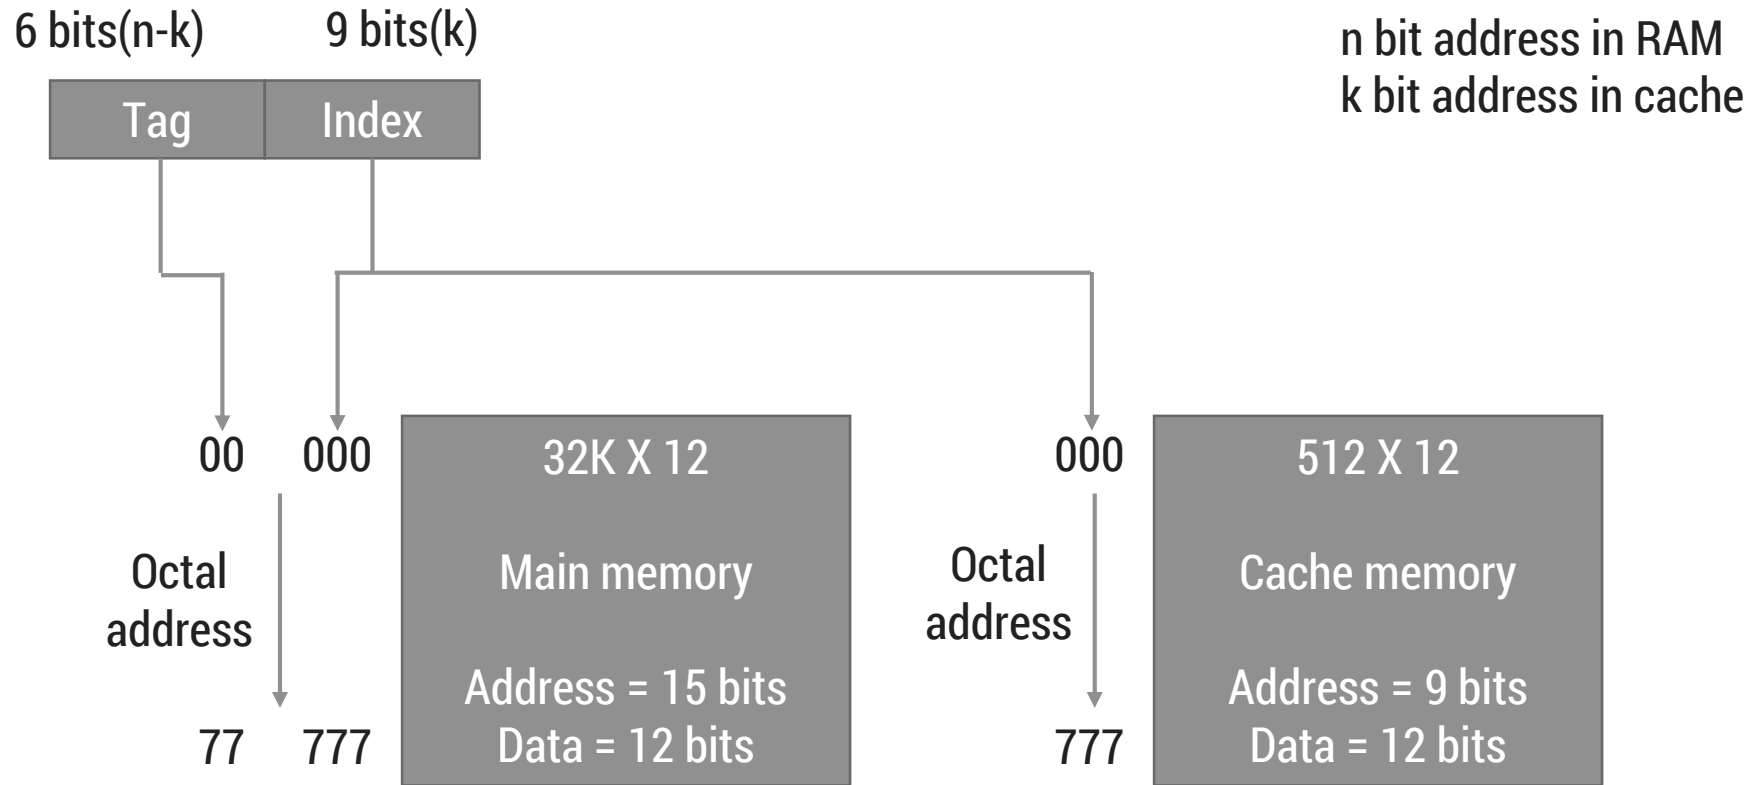 6 bits(n-k)
9 bits(k)
n bit address in RAM
k bit address in cache
Tag
Index
00
000
32K X 12
000
512 X 12
Octal
address
Main memory
Octal
address
Cache memory
Address = 15 bits
Address = 9 bits
77
777
Data = 12 bits
777
Data = 12 bits